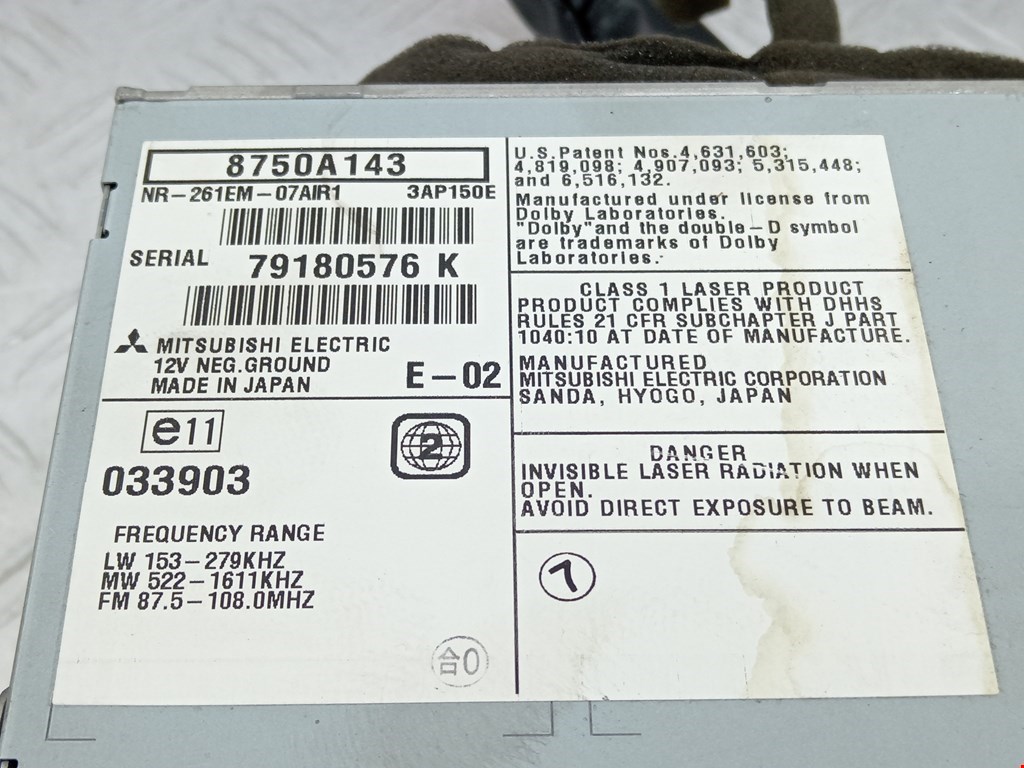 8750A143
NR-261EM-07AIR1 3AP150E
SERIAL 79180576 K
MITSUBISHI ELECTRIC
12V NEG.GROUND
MADE IN JAPAN
E-02
e11
033903
2
FREQUENCY RANGE
LW 153-279KHZ
MW 522-1611KHZ
FM 87.5-108.0MHZ
合0
U.S.Patent Nos.4,631,603;
4,819,098; 4,907,093; 5,315,448;
and 6,516,132.
Manufactured under license from
Dolby Laboratories.
"Dolby"and the double-D symbol
are trademarks of Dolby
Laboratories.
CLASS 1 LASER PRODUCT
PRODUCT COMPLIES WITH DHHS
RULES 21 CFR SUBCHAPTER J PART
1040:10 AT DATE OF MANUFACTURE.
MANUFACTURED
MITSUBISHI ELECTRIC CORPORATION
SANDA, HYOGO, JAPAN
DANGER
INVISIBLE LASER RADIATION WHEN
OPEN.
AVOID DIRECT EXPOSURE TO BEAM.
7